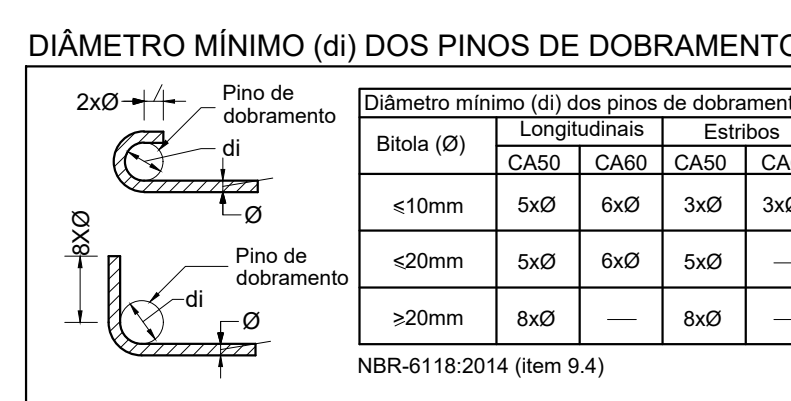 DIÂMETRO MÍNIMO (di) DOS PINOS DE DOBRAMENTO
2xØ
Pino de
dobramento
di
Ø
8XØ
Pino de
dobramento
di
Ø
Diâmetro mínimo (di) dos pinos de dobrament
Bitola (Ø) Longitudinais Estribos
CA50 CA60 CA50 CA
⩽10mm 5xØ 6xØ 3xØ 3xØ
⩽20mm 5xØ 6xØ 5xØ —
⩾20mm 8xØ — 8xØ —
NBR-6118:2014 (item 9.4)